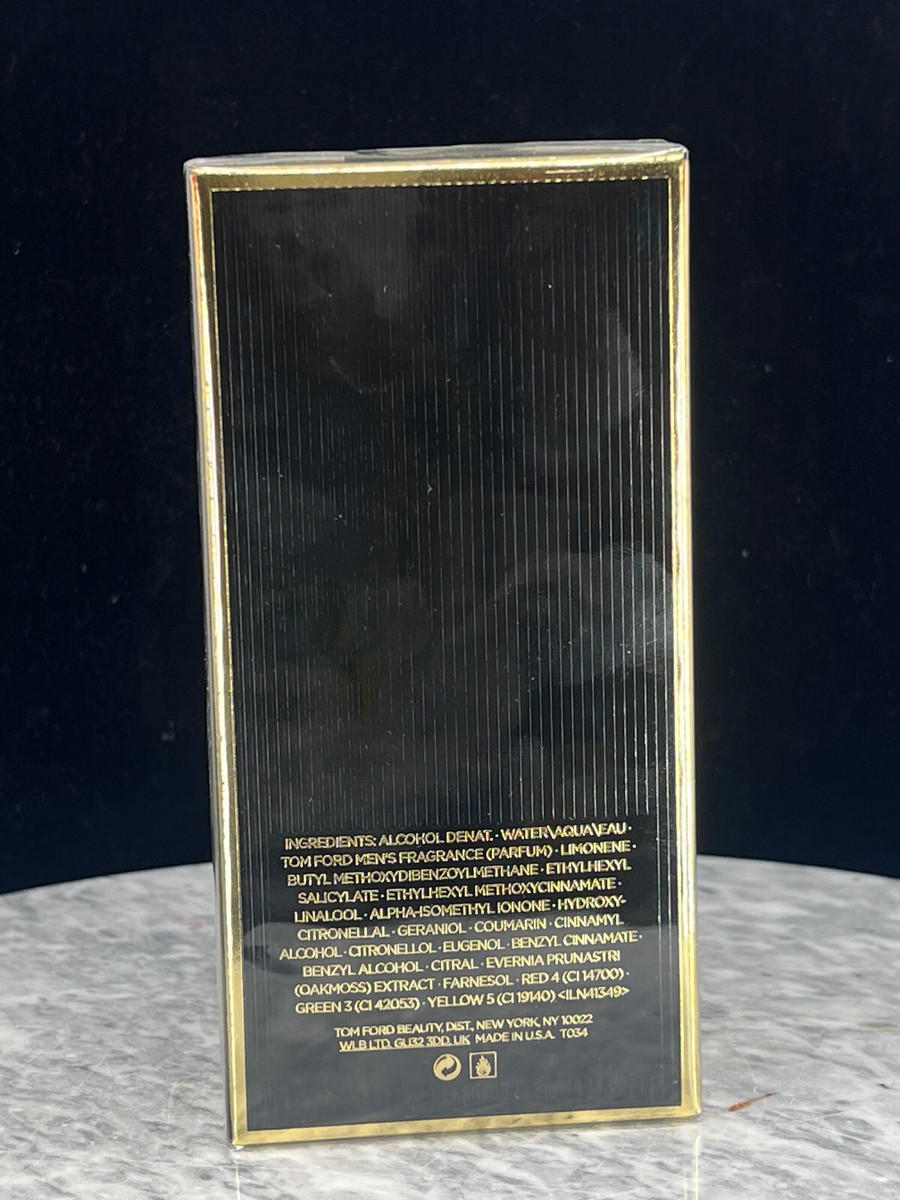 INGREDIENTS: ALCOHOL DENAT. · WATER\AQUA\EAU ·
TOM FORD MEN'S FRAGRANCE (PARFUM) · LIMONENE ·
BUTYL METHOXYDIBENZOYLMETHANE · ETHYLHEXYL
SALICYLATE · ETHYLHEXYL METHOXYCINNAMATE ·
LINALOOL · ALPHA-ISOMETHYL IONONE · HYDROXY-
CITRONELLAL · GERANIOL · COUMARIN · CINNAMYL
ALCOHOL · CITRONELLOL · EUGENOL · BENZYL CINNAMATE ·
BENZYL ALCOHOL · CITRAL · EVERNIA PRUNASTRI
(OAKMOSS) EXTRACT · FARNESOL · RED 4 (CI 14700) ·
GREEN 3 (CI 42053) · YELLOW 5 (CI 19140) <ILN41349>
TOM FORD BEAUTY, DIST., NEW YORK, NY 10022
WLB LTD. GU32 3DD. UK MADE IN U.S.A. T034